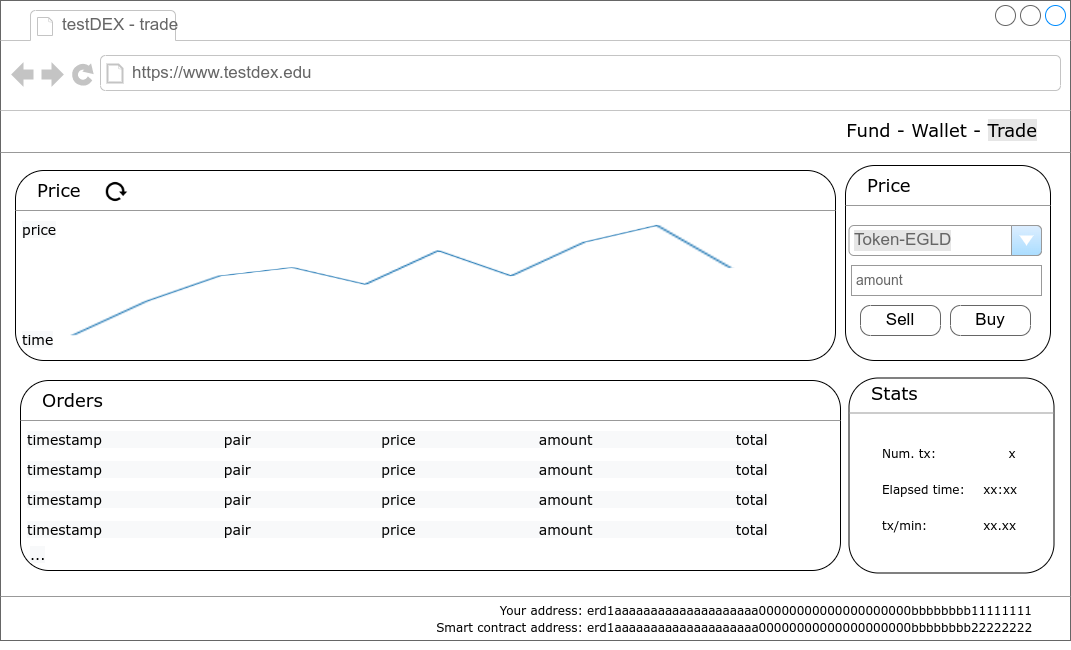 testDEX - trade
https://www.testdex.edu
Fund - Wallet - Trade
Price
price
time
Price
Token-EGLD
amount
Sell Buy
Orders
timestamp pair price amount total
timestamp pair price amount total
timestamp pair price amount total
timestamp pair price amount total
...
Stats
Num. tx: x
Elapsed time: xx:xx
tx/min: xx.xx
Your address: erd1aaaaaaaaaaaaaaaaaaaa00000000000000000000bbbbbbbb11111111
Smart contract address: erd1aaaaaaaaaaaaaaaaaaaa00000000000000000000bbbbbbbb22222222